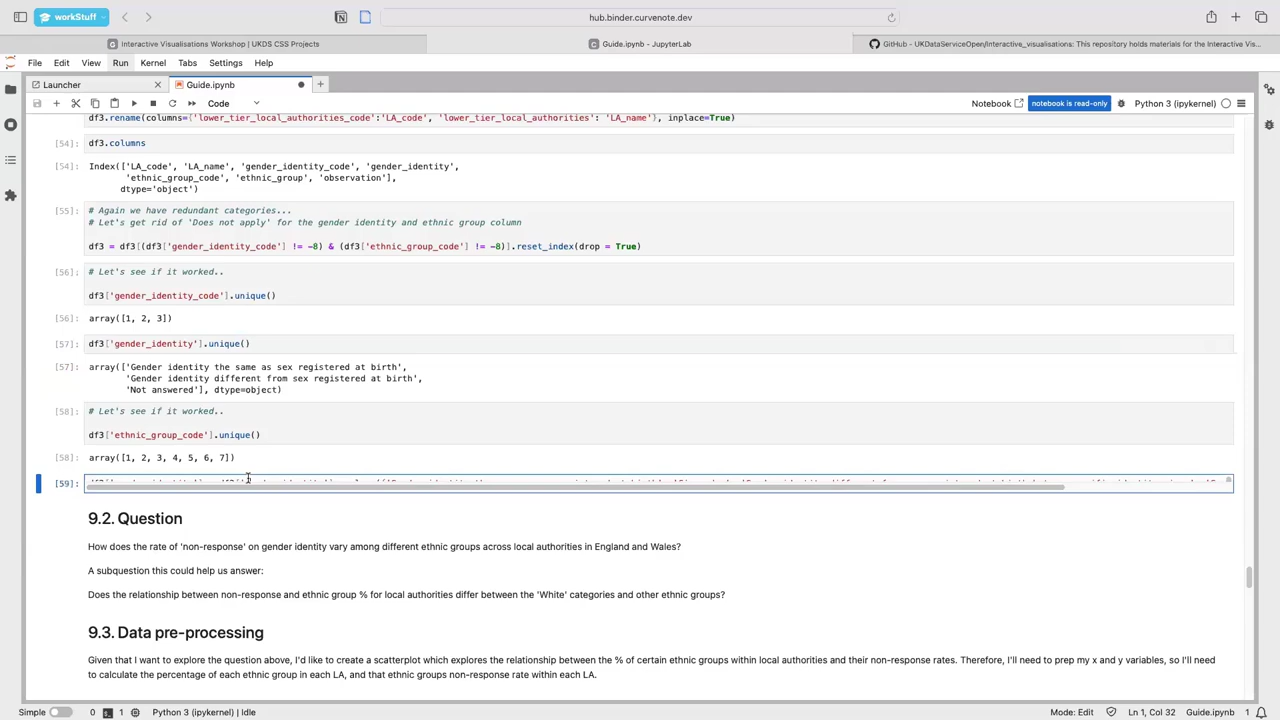 workStuff
hub.binder.curvenote.dev
Interactive Visualisations Workshop | UKDS CSS Projects
Guide.ipynb - JupyterLab
GitHub - UKDataServiceOpen/Interactive_visualisations: This repository holds materials for the Interactive Vis...
File Edit View Run Kernel Tabs Settings Help
Launcher
Guide.ipynb
Code
Notebook
notebook is read-only
Python 3 (ipykernel)
df3.rename(columns={'lower_tier_local_authorities_code':'LA_code', 'lower_tier_local_authorities': 'LA_name'}, inplace=True)
[54]: df3.columns
[54]: Index(['LA_code', 'LA_name', 'gender_identity_code', 'gender_identity',
'ethnic_group_code', 'ethnic_group', 'observation'],
dtype='object')
[55]: # Again we have redundant categories...
# Let's get rid of 'Does not apply' for the gender identity and ethnic group column
df3 = df3[(df3['gender_identity_code'] != -8) & (df3['ethnic_group_code'] != -8)].reset_index(drop = True)
[56]: # Let's see if it worked..
df3['gender_identity_code'].unique()
[56]: array([1, 2, 3])
[57]: df3['gender_identity'].unique()
[57]: array(['Gender identity the same as sex registered at birth',
'Gender identity different from sex registered at birth',
'Not answered'], dtype=object)
[58]: # Let's see if it worked..
df3['ethnic_group_code'].unique()
[58]: array([1, 2, 3, 4, 5, 6, 7])
[59]:
9.2. Question
How does the rate of 'non-response' on gender identity vary among different ethnic groups across local authorities in England and Wales?
A subquestion this could help us answer:
Does the relationship between non-response and ethnic group % for local authorities differ between the 'White' categories and other ethnic groups?
9.3. Data pre-processing
Given that I want to explore the question above, I'd like to create a scatterplot which explores the relationship between the % of certain ethnic groups within local authorities and their non-response rates. Therefore, I'll need to prep my x and y variables, so I'll need
to calculate the percentage of each ethnic group in each LA, and that ethnic groups non-response rate within each LA.
Simple 0 1 Python 3 (ipykernel) | Idle Mode: Edit Ln 1, Col 32 Guide.ipynb 1